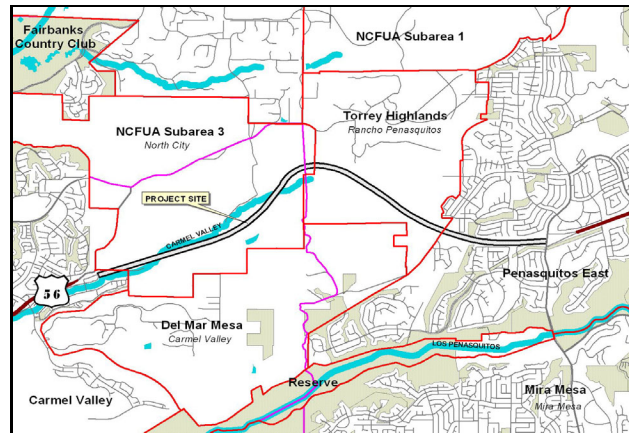 Fairbanks
Country Club
NCFUA Subarea 1
Torrey Highlands
Rancho Penasquitos
NCFUA Subarea 3
North City
PROJECT SITE
CARMEL VALLEY
56
Penasquitos East
Del Mar Mesa
Carmel Valley
LOS PENASQUITOS
Reserve
Carmel Valley
Mira Mesa
Mira Mesa